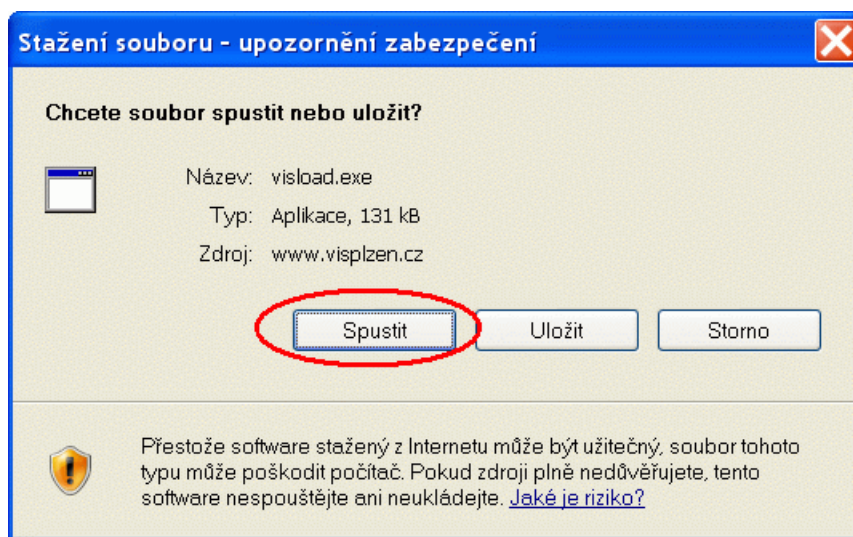 Stažení souboru - upozornění zabezpečení
Chcete soubor spustit nebo uložit?
Název: visload.exe
Typ: Aplikace, 131 kB
Zdroj: www.visplzen.cz
Spustit Uložit Storno
Přestože software stažený z Internetu může být užitečný, soubor tohoto
typu může poškodit počítač. Pokud zdroji plně nedůvěřujete, tento
software nespouštějte ani neukládejte. Jaké je riziko?